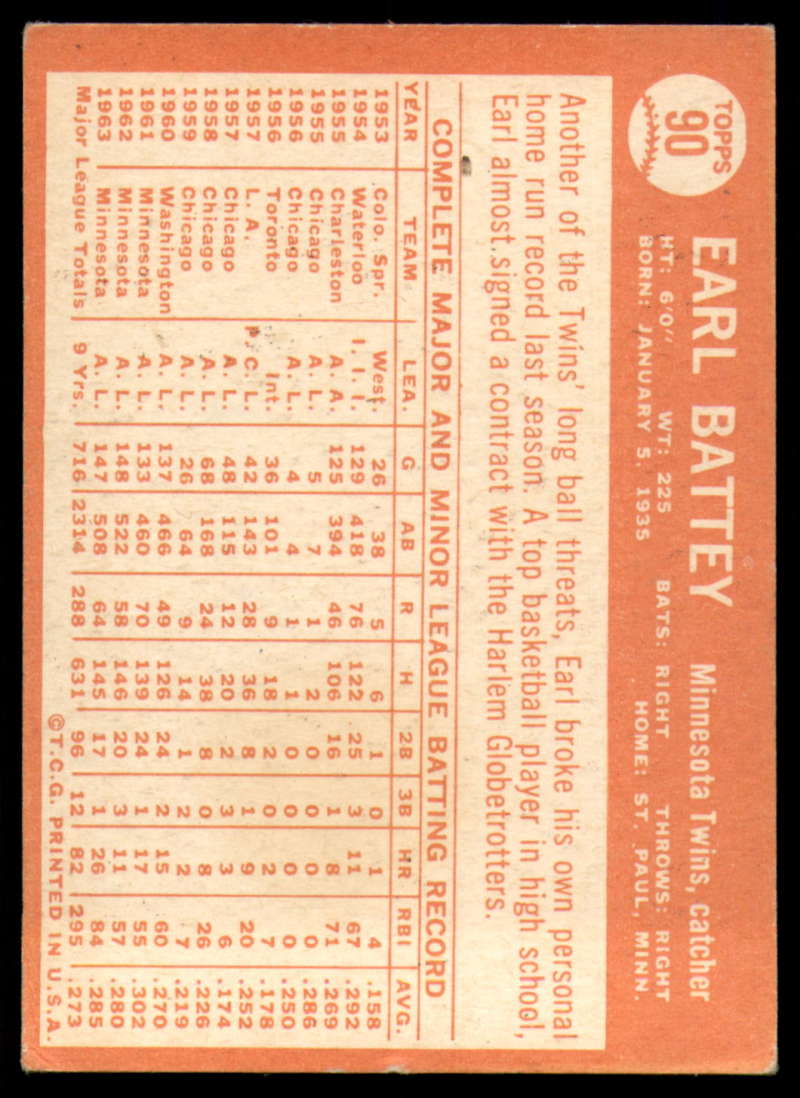 TOPPS
90
EARL BATTEY Minnesota Twins, catcher
HT: 6'0" WT: 225 BATS: RIGHT THROWS: RIGHT
BORN: JANUARY 5, 1935 HOME: ST. PAUL, MINN.
Another of the Twins' long ball threats, Earl broke his own personal
home run record last season. A top basketball player in high school,
Earl almost signed a contract with the Harlem Globetrotters.
COMPLETE MAJOR AND MINOR LEAGUE BATTING RECORD
YEAR TEAM LEA. G AB R H 2B 3B HR RBI AVG.
1953 Colo. Spr. West. 26 38 5 6 1 0 1 4 .158
1954 Waterloo I. I. I. 129 418 76 122 25 3 11 67 .292
1955 Charleston A. A. 125 394 46 106 16 1 8 71 .269
1955 Chicago A. L. 5 7 1 2 0 0 0 0 .286
1956 Chicago A. L. 4 4 1 1 0 0 0 0 .250
1956 Toronto Int. 36 101 9 18 2 0 2 7 .178
1957 L. A. P. C. L. 42 143 28 36 8 1 9 20 .252
1957 Chicago A. L. 48 115 12 20 2 3 3 6 .174
1958 Chicago A. L. 68 168 24 38 8 0 8 26 .226
1959 Chicago A. L. 26 64 9 14 1 2 2 7 .219
1960 Washington A. L. 137 466 49 126 24 2 15 60 .270
1961 Minnesota A. L. 133 460 70 139 24 1 17 55 .302
1962 Minnesota A. L. 148 522 58 146 20 3 11 57 .280
1963 Minnesota A. L. 147 508 64 145 17 1 26 84 .285
Major League Totals 9 Yrs. 716 2314 288 631 96 12 82 295 .273
©T.C.G. PRINTED IN U.S.A.